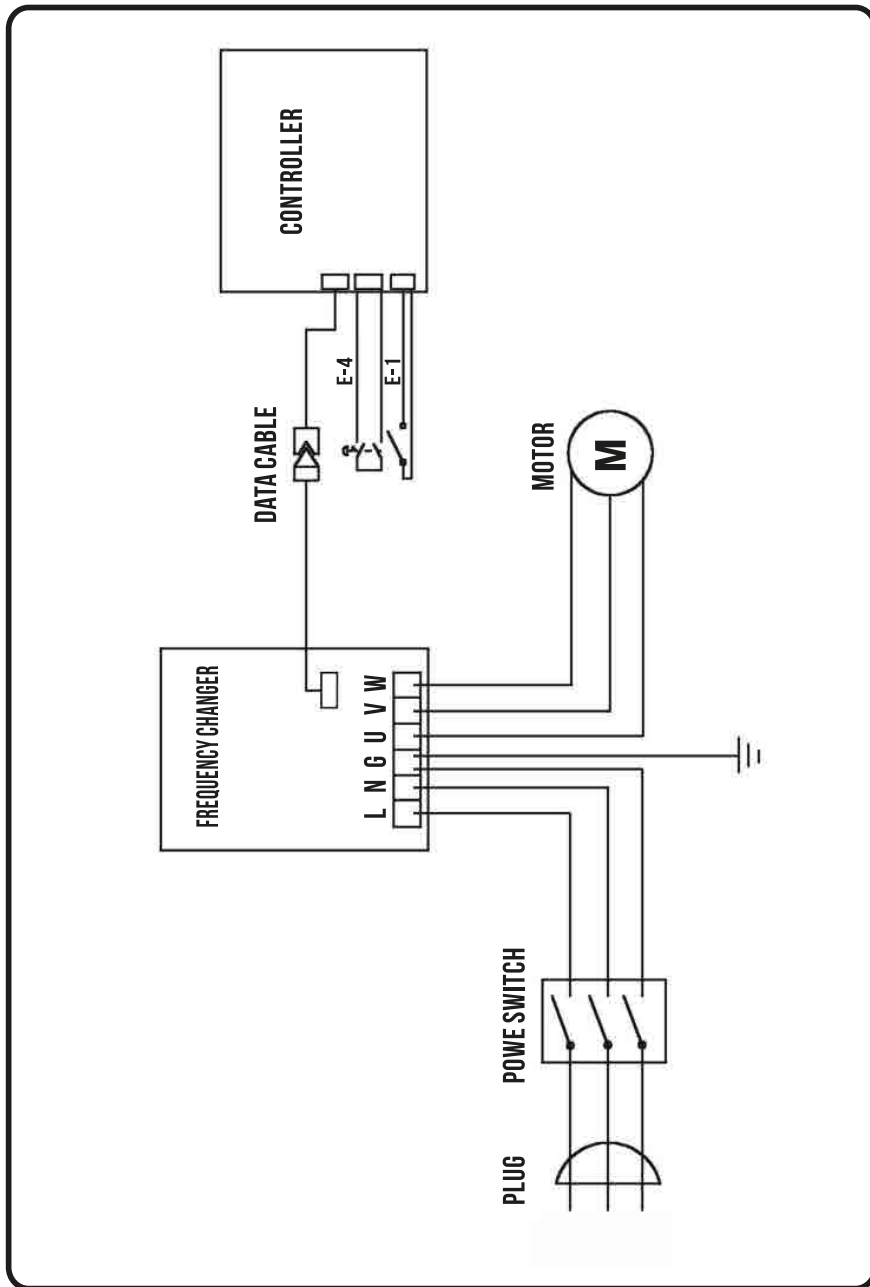 CONTROLLER
E-4
E-1
DATA CABLE
MOTOR
M
FREQUENCY CHANGER
L N G U V W
POWE SWITCH
PLUG